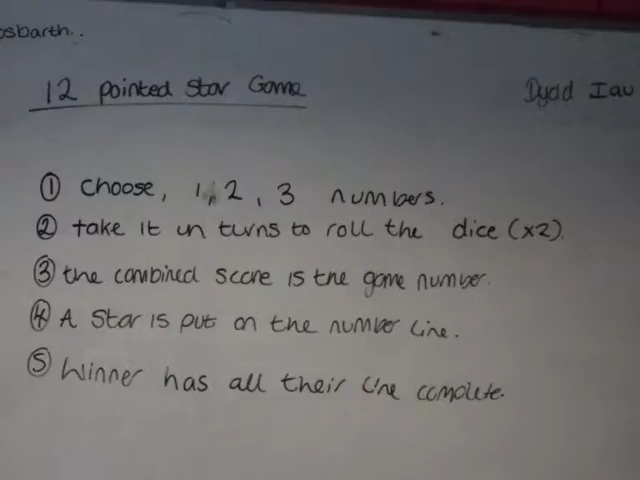 osbarth..
12 pointed Star Game
Dydd Iau
① choose, 1, 2, 3 numbers.
② take it in turns to roll the dice (x2).
③ the combined score is the game number.
④ A Star is put on the number line.
⑤ Winner has all their line complete.